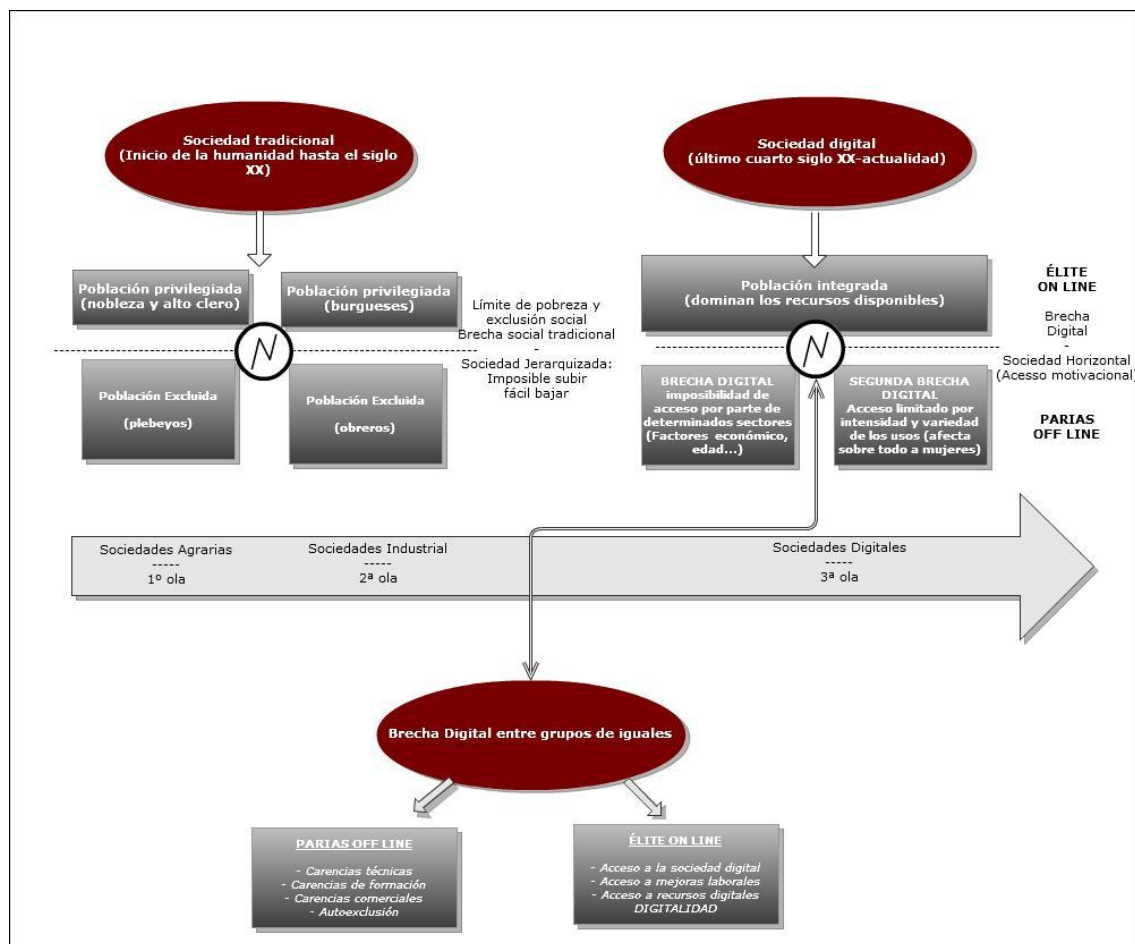 Sociedad tradicional
(Inicio de la humanidad hasta el siglo
XX)
Sociedad digital
(último cuarto siglo XX-actualidad)
Población privilegiada
(nobleza y alto clero)
Población privilegiada
(burgueses)
Límite de pobreza y
exclusión social
Brecha social tradicional
-
Sociedad Jerarquizada:
Imposible subir
fácil bajar
Población Excluida
(plebeyos)
Población Excluida
(obreros)
Población integrada
(dominan los recursos disponibles)
ÉLITE
ON LINE
Brecha
Digital
-
Sociedad Horizontal
(Acesso motivacional)
PARIAS
OFF LINE
BRECHA DIGITAL
imposibilidad de
acceso por parte de
determinados sectores
(Factores económico,
edad...)
SEGUNDA BRECHA
DIGITAL
Acceso limitado por
intensidad y variedad
de los usos (afecta
sobre todo a mujeres)
Sociedades Agrarias
-----
1º ola
Sociedades Industrial
-----
2ª ola
Sociedades Digitales
-----
3ª ola
Brecha Digital entre grupos de iguales
PARIAS OFF LINE
- Carencias técnicas
- Carencias de formación
- Carencias comerciales
- Autoexclusión
ÉLITE ON LINE
- Acceso a la sociedad digital
- Acceso a mejoras laborales
- Acceso a recursos digitales
DIGITALIDAD